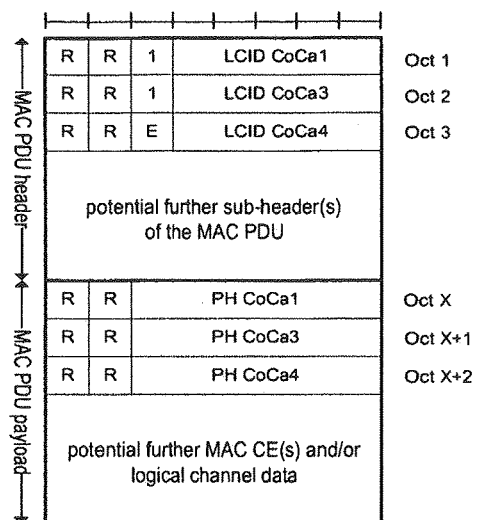 R R 1 LCID CoCa1 Oct 1
R R 1 LCID CoCa3 Oct 2
R R E LCID CoCa4 Oct 3
MAC PDU header
potential further sub-header(s)
of the MAC PDU
R R PH CoCa1 Oct X
R R PH CoCa3 Oct X+1
R R PH CoCa4 Oct X+2
MAC PDU payload
potential further MAC CE(s) and/or
logical channel data